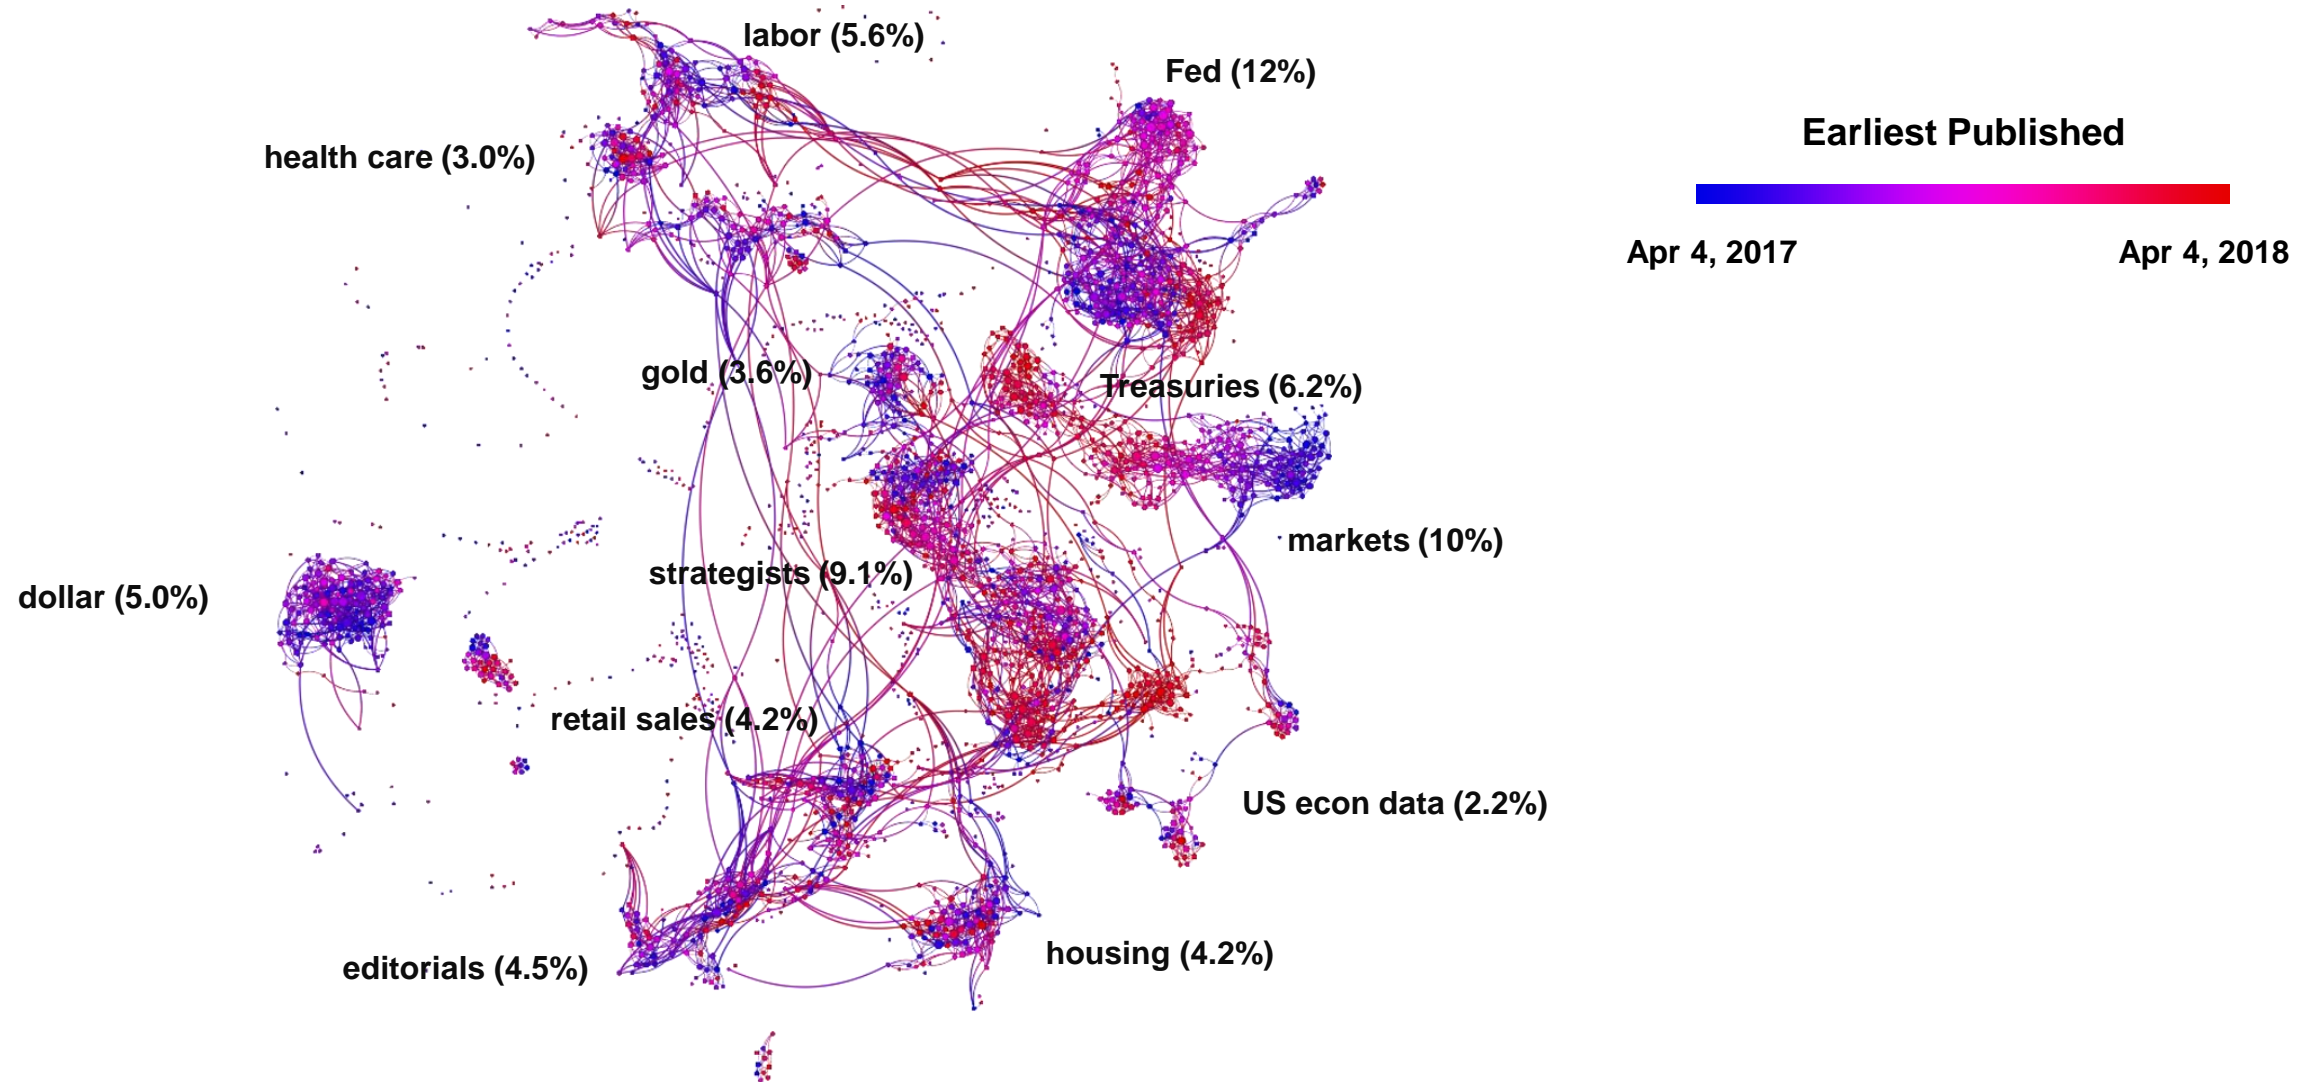 labor (5.6%)
Fed (12%)
Earliest Published
health care (3.0%)
Apr 4, 2017
Apr 4, 2018
gold (3.6%)
Treasuries (6.2%)
markets (10%)
strategists (9.1%)
dollar (5.0%)
retail sales (4.2%)
US econ data (2.2%)
housing (4.2%)
editorials (4.5%)